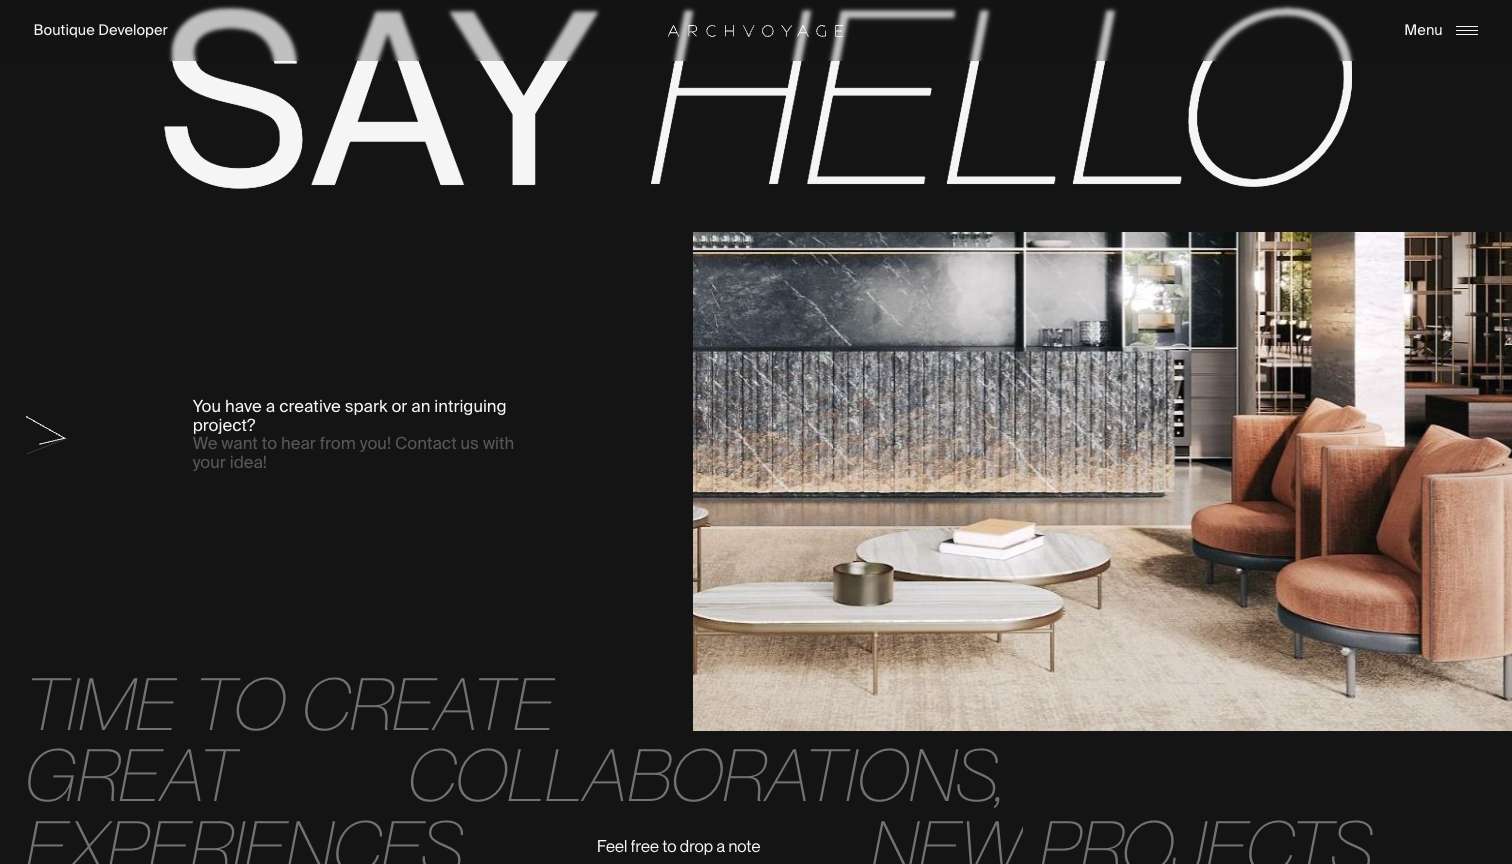 Boutique Developer
ARCHVOYAGE
Menu
SAY HELLO
You have a creative spark or an intriguing
project?
We want to hear from you! Contact us with
your idea!
TIME TO CREATE
GREAT COLLABORATIONS,
EXPERIENCES
Feel free to drop a note
NEW PROJECTS